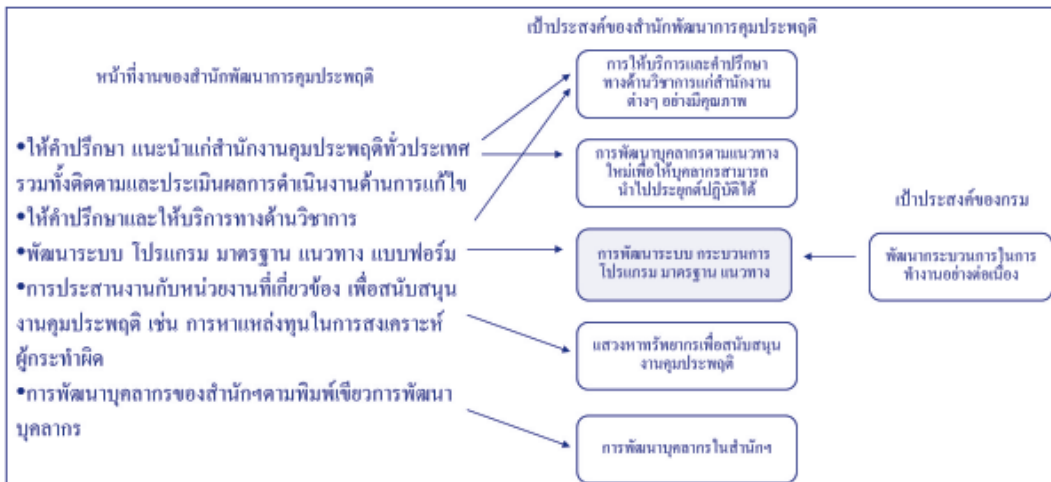 เป้าประสงค์ของสำนักพัฒนาการคุมประพฤติ
หน้าที่งานของสำนักพัฒนาการคุมประพฤติ
•ให้คำปรึกษา แนะนำแก่สำนักงานคุมประพฤติทั่วประเทศ
รวมทั้งติดตามและประเมินผลการดำเนินงานด้านการแก้ไข
•ให้คำปรึกษาและให้บริการทางด้านวิชาการ
•พัฒนาระบบ โปรแกรม มาตรฐาน แนวทาง แบบฟอร์ม
•การประสานงานกับหน่วยงานที่เกี่ยวข้อง เพื่อสนับสนุน
งานคุมประพฤติ เช่น การหาแหล่งทุนในการสงเคราะห์
ผู้กระทำผิด
•การพัฒนาบุคลากรของสำนักฯตามพิมพ์เขียวการพัฒนา
บุคลากร
การให้บริการและคำปรึกษา
ทางด้านวิชาการแก่สำนักงาน
ต่างๆ อย่างมีคุณภาพ
การพัฒนาบุคลากรตามแนวทาง
ใหม่เพื่อให้บุคลากรสามารถ
นำไปประยุกต์ปฏิบัติได้
การพัฒนาระบบ กระบวนการ
โปรแกรม มาตรฐาน แนวทาง
แสวงหาทรัพยากรเพื่อสนับสนุน
งานคุมประพฤติ
การพัฒนาบุคลากรในสำนักฯ
เป้าประสงค์ของกรม
พัฒนากระบวนการในการ
ทำงานอย่างต่อเนื่อง